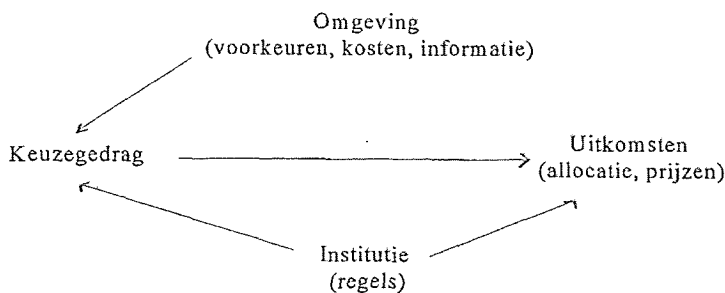 Omgeving
(voorkeuren, kosten, informatie)
Keuzegedrag
Uitkomsten
(allocatie, prijzen)
Institutie
(regels)